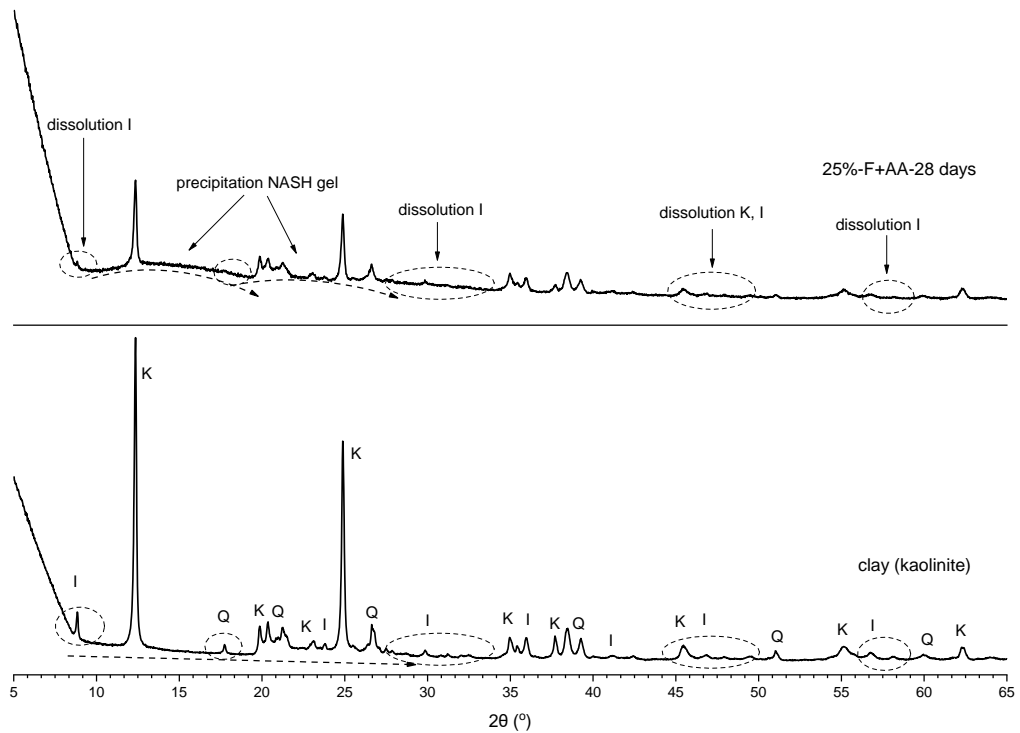 dissolution I
25%-F+AA-28 days
precipitation NASH gel
dissolution I
dissolution K, I
dissolution I
K
K
clay (kaolinite)
I
Q
K
Q
K
I
Q
I
K
I
K
Q
I
K
I
Q
K
I
Q
K
5 10 15 20 25 30 35 40 45 50 55 60 65
2θ (º)